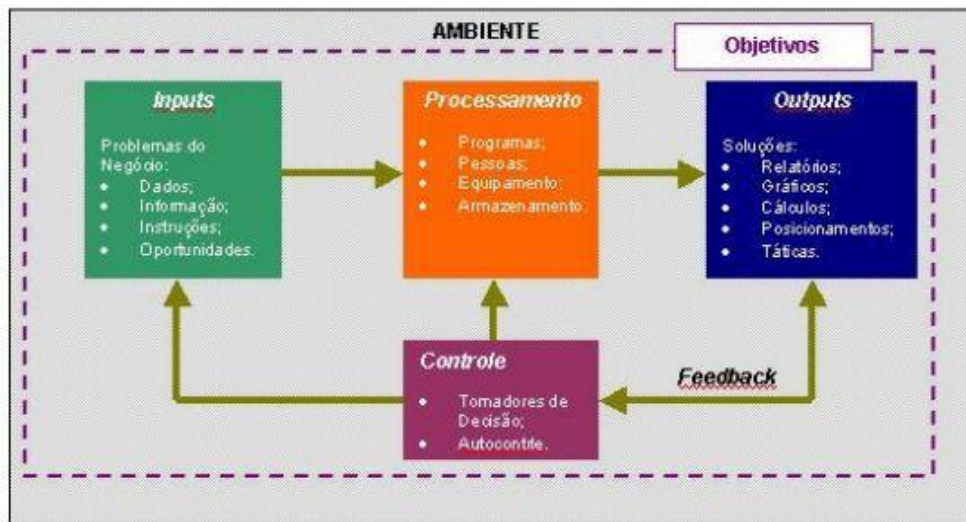 AMBIENTE
Objetivos
Inputs
Problemas do
Negócio:
• Dados;
• Informação;
• Instruções;
• Oportunidades.
Processamento
• Programas;
• Pessoas;
• Equipamento;
• Armazenamento.
Outputs
Soluções:
• Relatórios;
• Gráficos;
• Cálculos;
• Posicionamentos;
• Táticas.
Controle
• Tomadores de
Decisão;
• Autocontrle.
Feedback